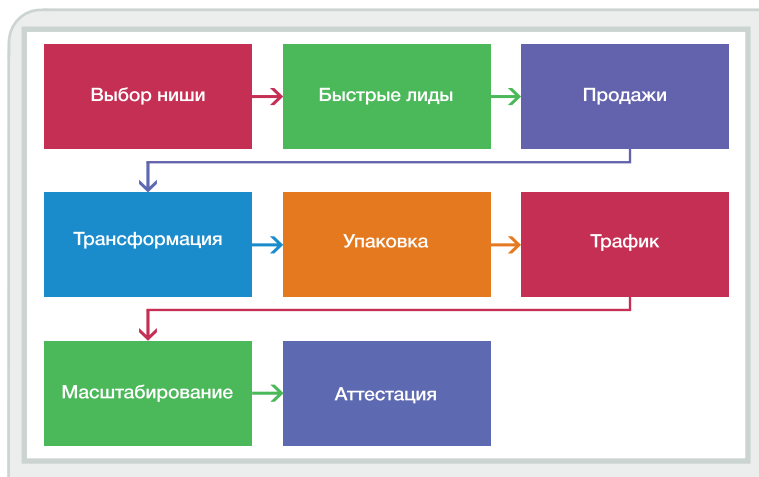 Выбор ниши
Быстрые лиды
Продажи
Трансформация
Упаковка
Трафик
Масштабирование
Аттестация